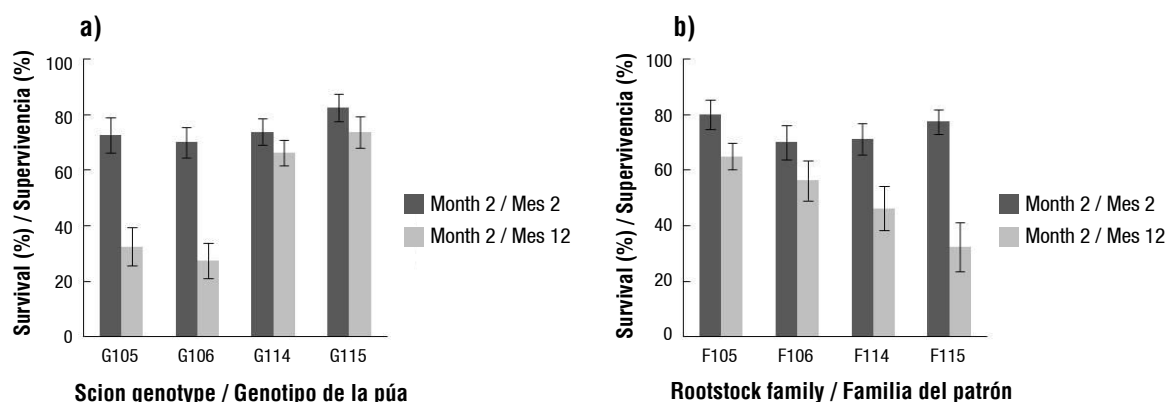 a)
Survival (%) / Supervivencia (%)
100
80
60
40
20
0
G105 G106 G114 G115
Scion genotype / Genotipo de la púa
Month 2 / Mes 2
Month 2 / Mes 12
b)
Survival (%) / Supervivencia (%)
100
80
60
40
20
0
F105 F106 F114 F115
Rootstock family / Familia del patrón
Month 2 / Mes 2
Month 2 / Mes 12